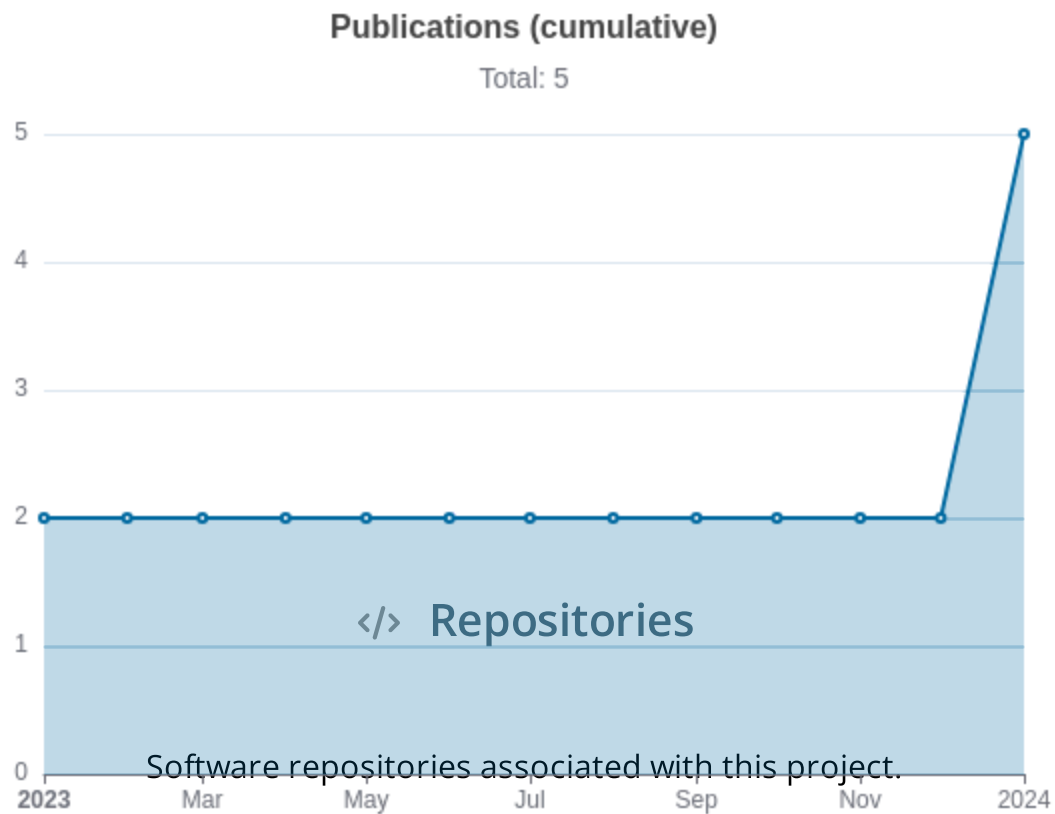 Publications (cumulative)
Total: 5
5
4
3
2
</> Repositories
1
Software repositories associated with this project.
0
2023 Mar May Jul Sep Nov 2024